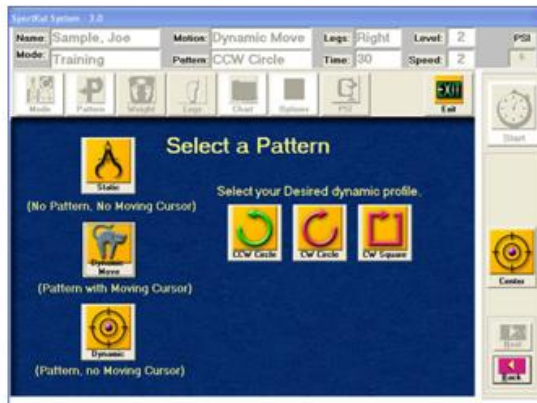 SportKat System - 3.0
Name: Sample, Joe Motion: Dynamic Move Legs: Right Level: 2 PSI
Mode: Training Pattern: CCW Circle Time: 30 Speed: 2 6
Mode Pattern Weight Legs Chart Options PSI EXIT Exit
Start
Select a Pattern
Static
(No Pattern, No Moving Cursor)
Select your Desired dynamic profile.
CCW Circle CW Circle CW Square
Dynamic Move
(Pattern with Moving Cursor)
Center
Dynamic
(Pattern, no Moving Cursor)
Next
Back